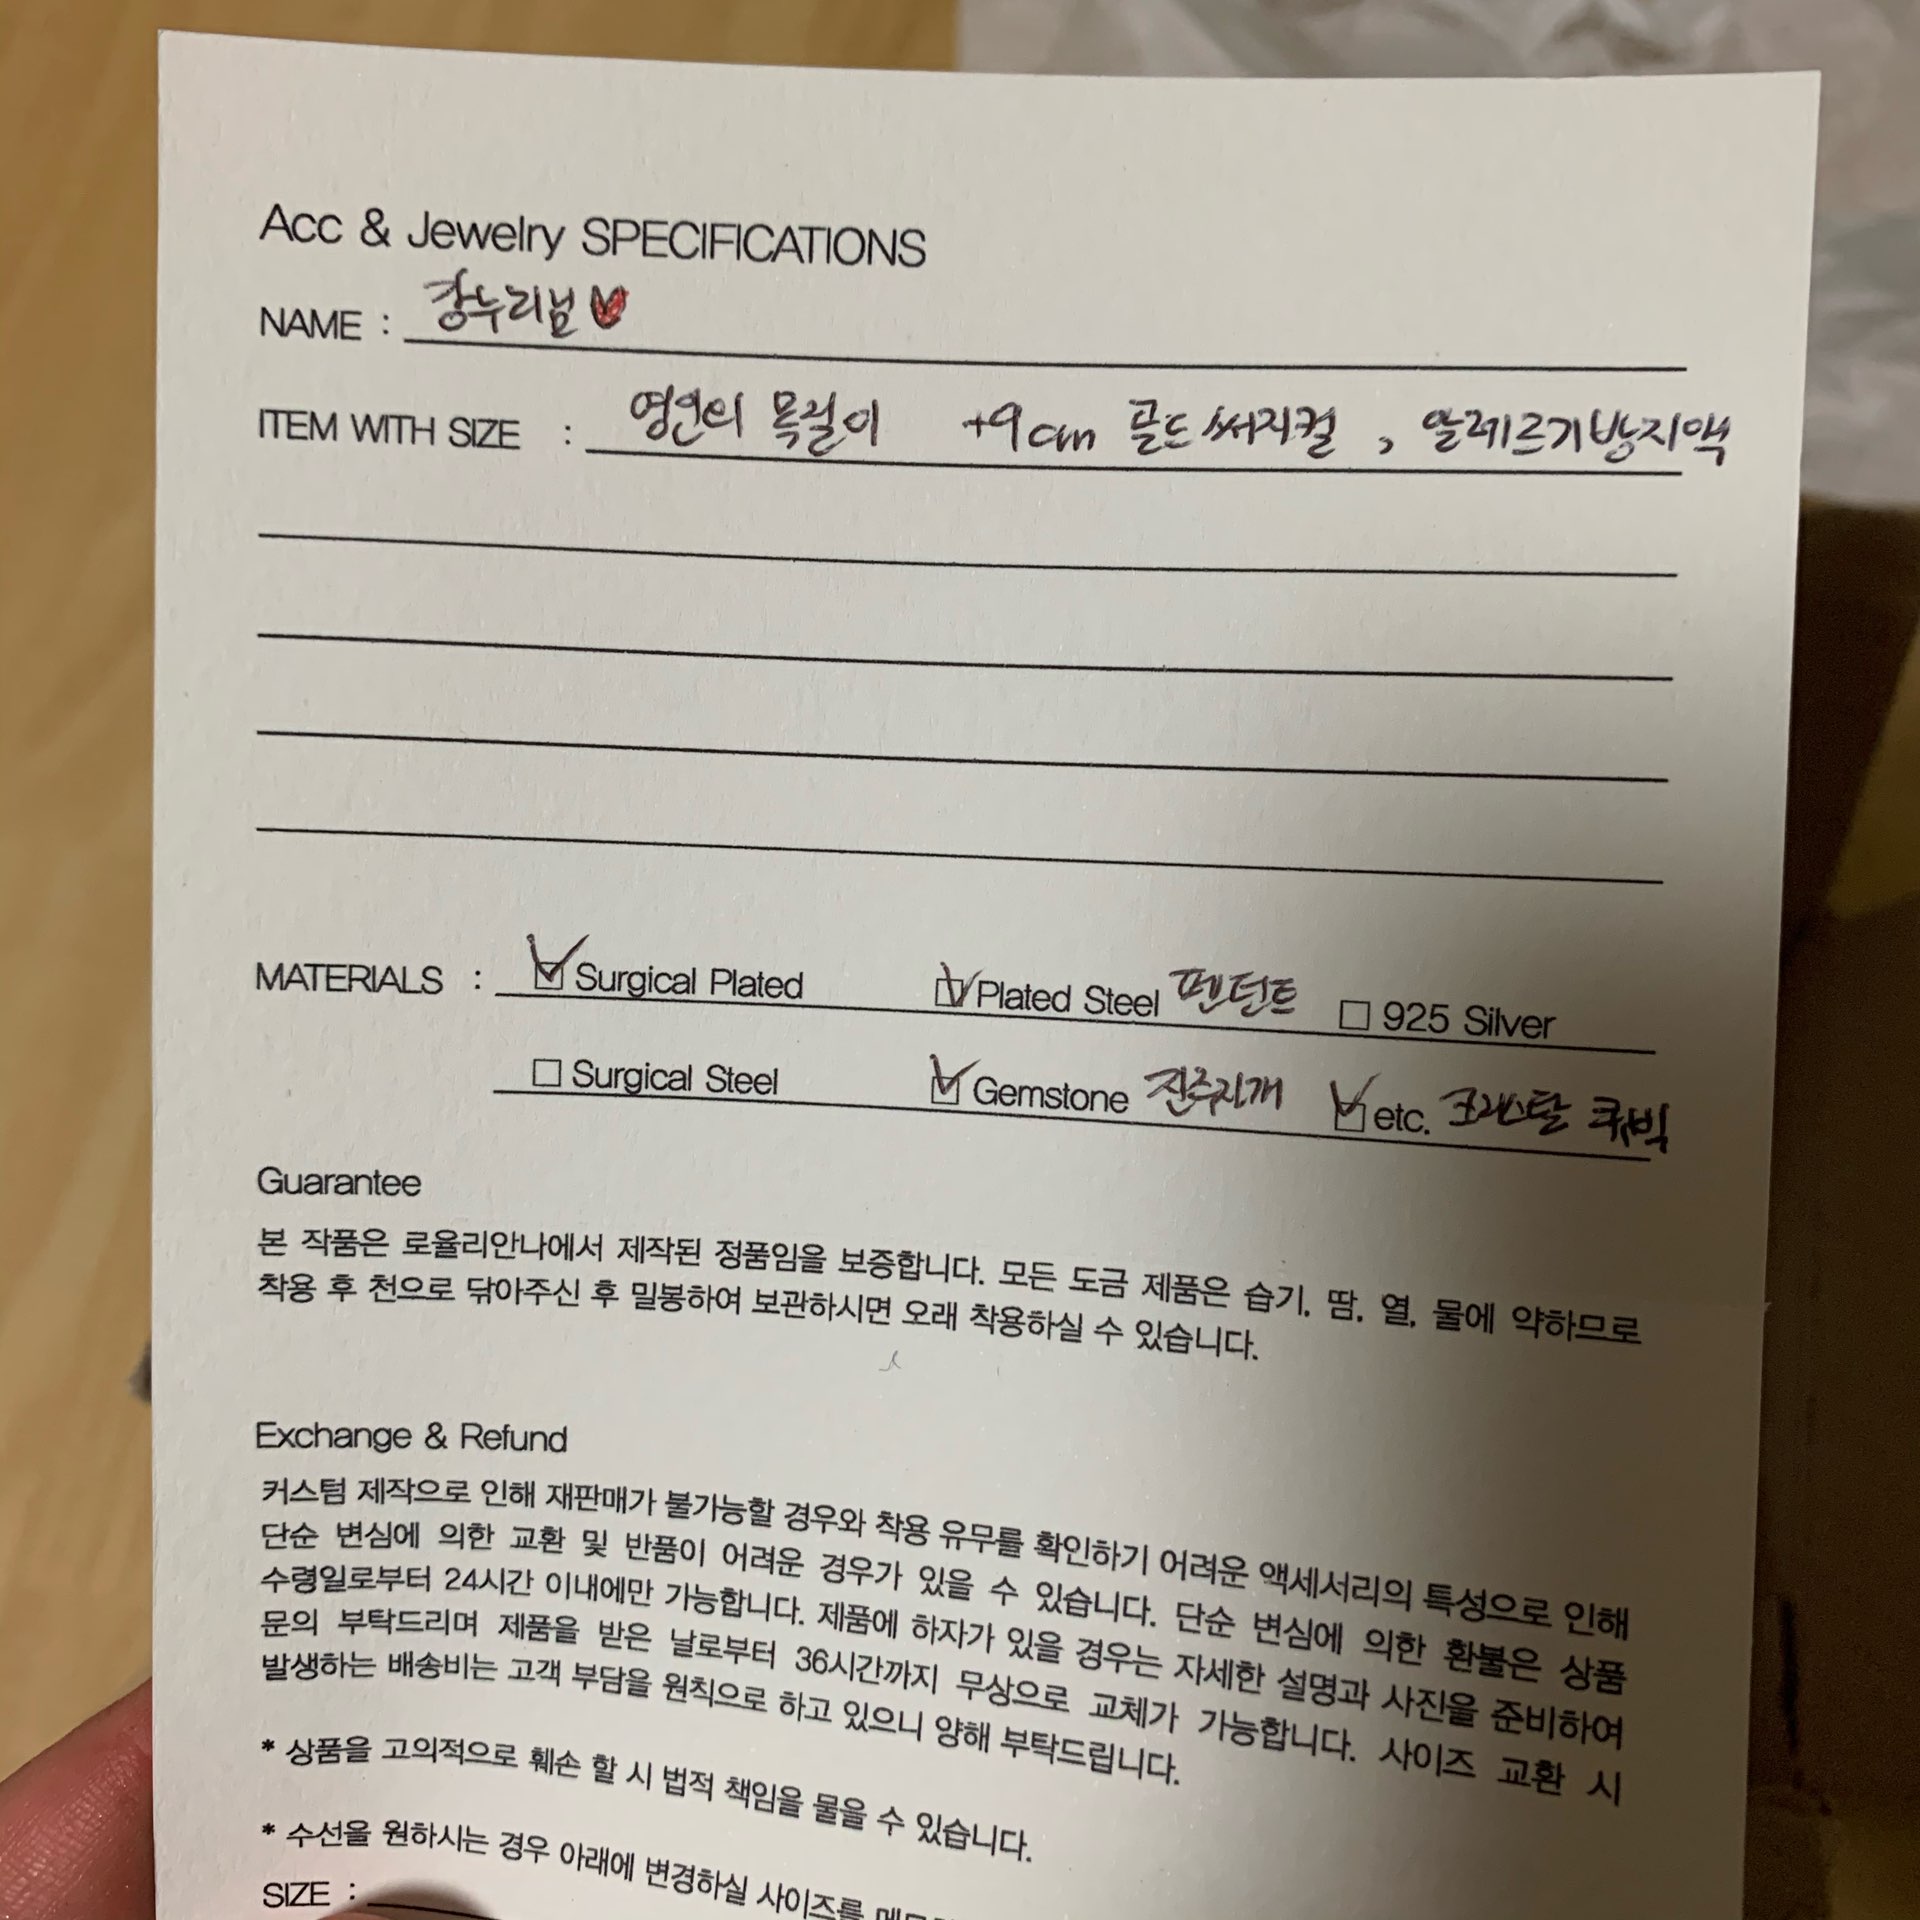 Acc & Jewelry SPECIFICATIONS
NAME : 강누리님
ITEM WITH SIZE : 영인의 목걸이 +9cm 골드써지컬, 알레르기방지액
MATERIALS : Surgical Plated Plated Steel 펜던트 925 Silver
Surgical Steel Gemstone 진주, 자개 etc. 크리스탈 큐빅
Guarantee
본 작품은 로율리안나에서 제작된 정품임을 보증합니다. 모든 도금 제품은 습기, 땀, 열, 물에 약하므로
착용 후 천으로 닦아주신 후 밀봉하여 보관하시면 오래 착용하실 수 있습니다.
Exchange & Refund
커스텀 제작으로 인해 재판매가 불가능할 경우와 착용 유무를 확인하기 어려운 액세서리의 특성으로 인해
단순 변심에 의한 교환 및 반품이 어려운 경우가 있을 수 있습니다. 단순 변심에 의한 환불은 상품
수령일로부터 24시간 이내에만 가능합니다. 제품에 하자가 있을 경우는 자세한 설명과 사진을 준비하여
문의 부탁드리며 제품을 받은 날로부터 36시간까지 무상으로 교체가 가능합니다. 사이즈 교환 시
발생하는 배송비는 고객 부담을 원칙으로 하고 있으니 양해 부탁드립니다.
* 상품을 고의적으로 훼손 할 시 법적 책임을 물을 수 있습니다.
* 수선을 원하시는 경우 아래에 변경하실 사이즈를
SIZE :